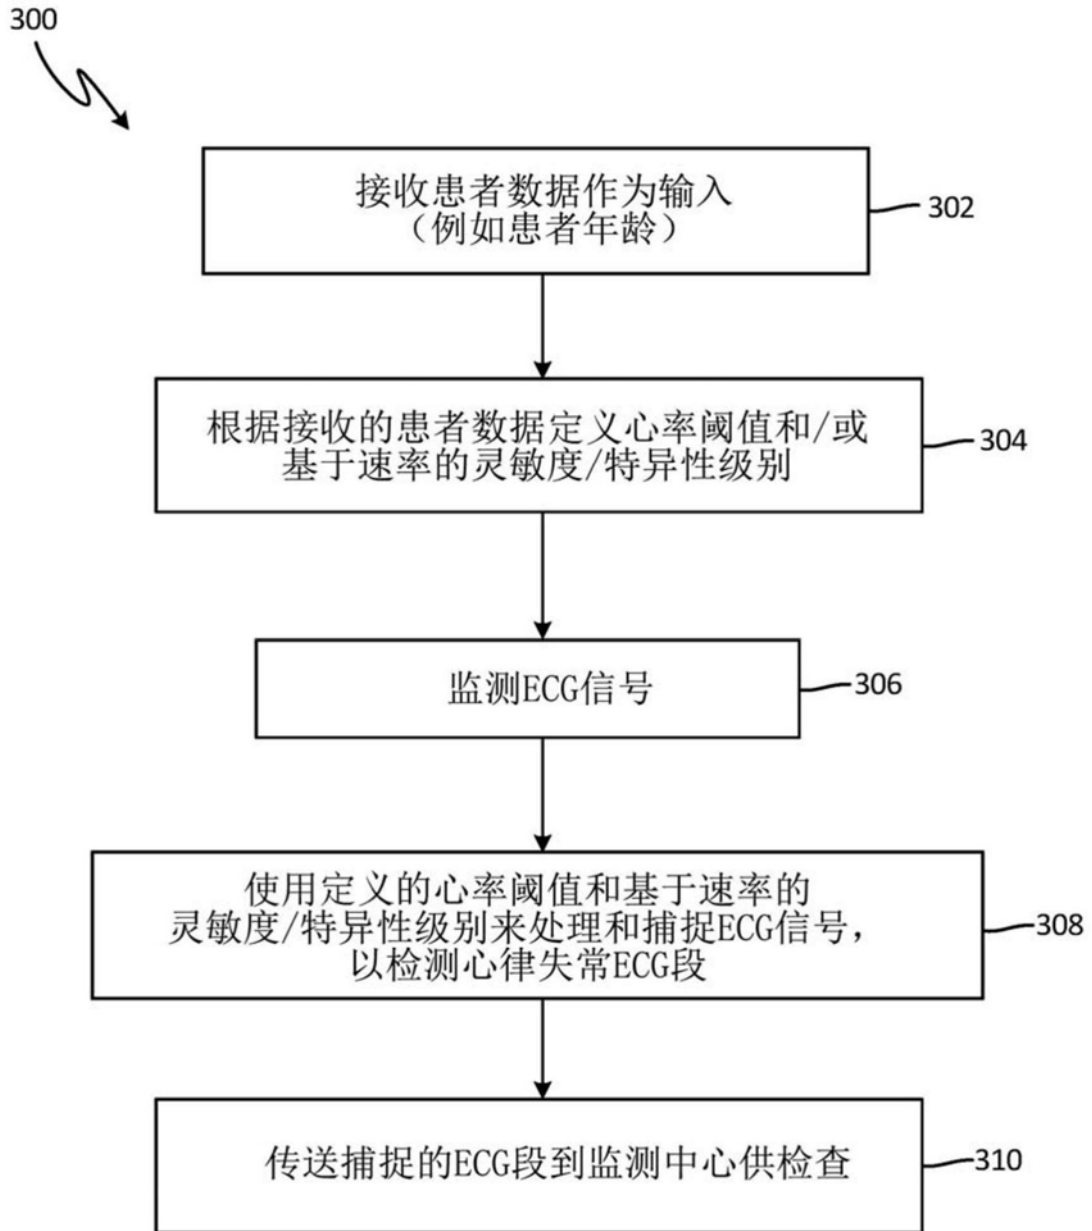 300
接收患者数据作为输入
（例如患者年龄）
302
根据接收的患者数据定义心率阈值和/或
基于速率的灵敏度/特异性级别
304
监测ECG信号
306
使用定义的心率阈值和基于速率的
灵敏度/特异性级别来处理和捕捉ECG信号，
以检测心律失常ECG段
308
传送捕捉的ECG段到监测中心供检查
310